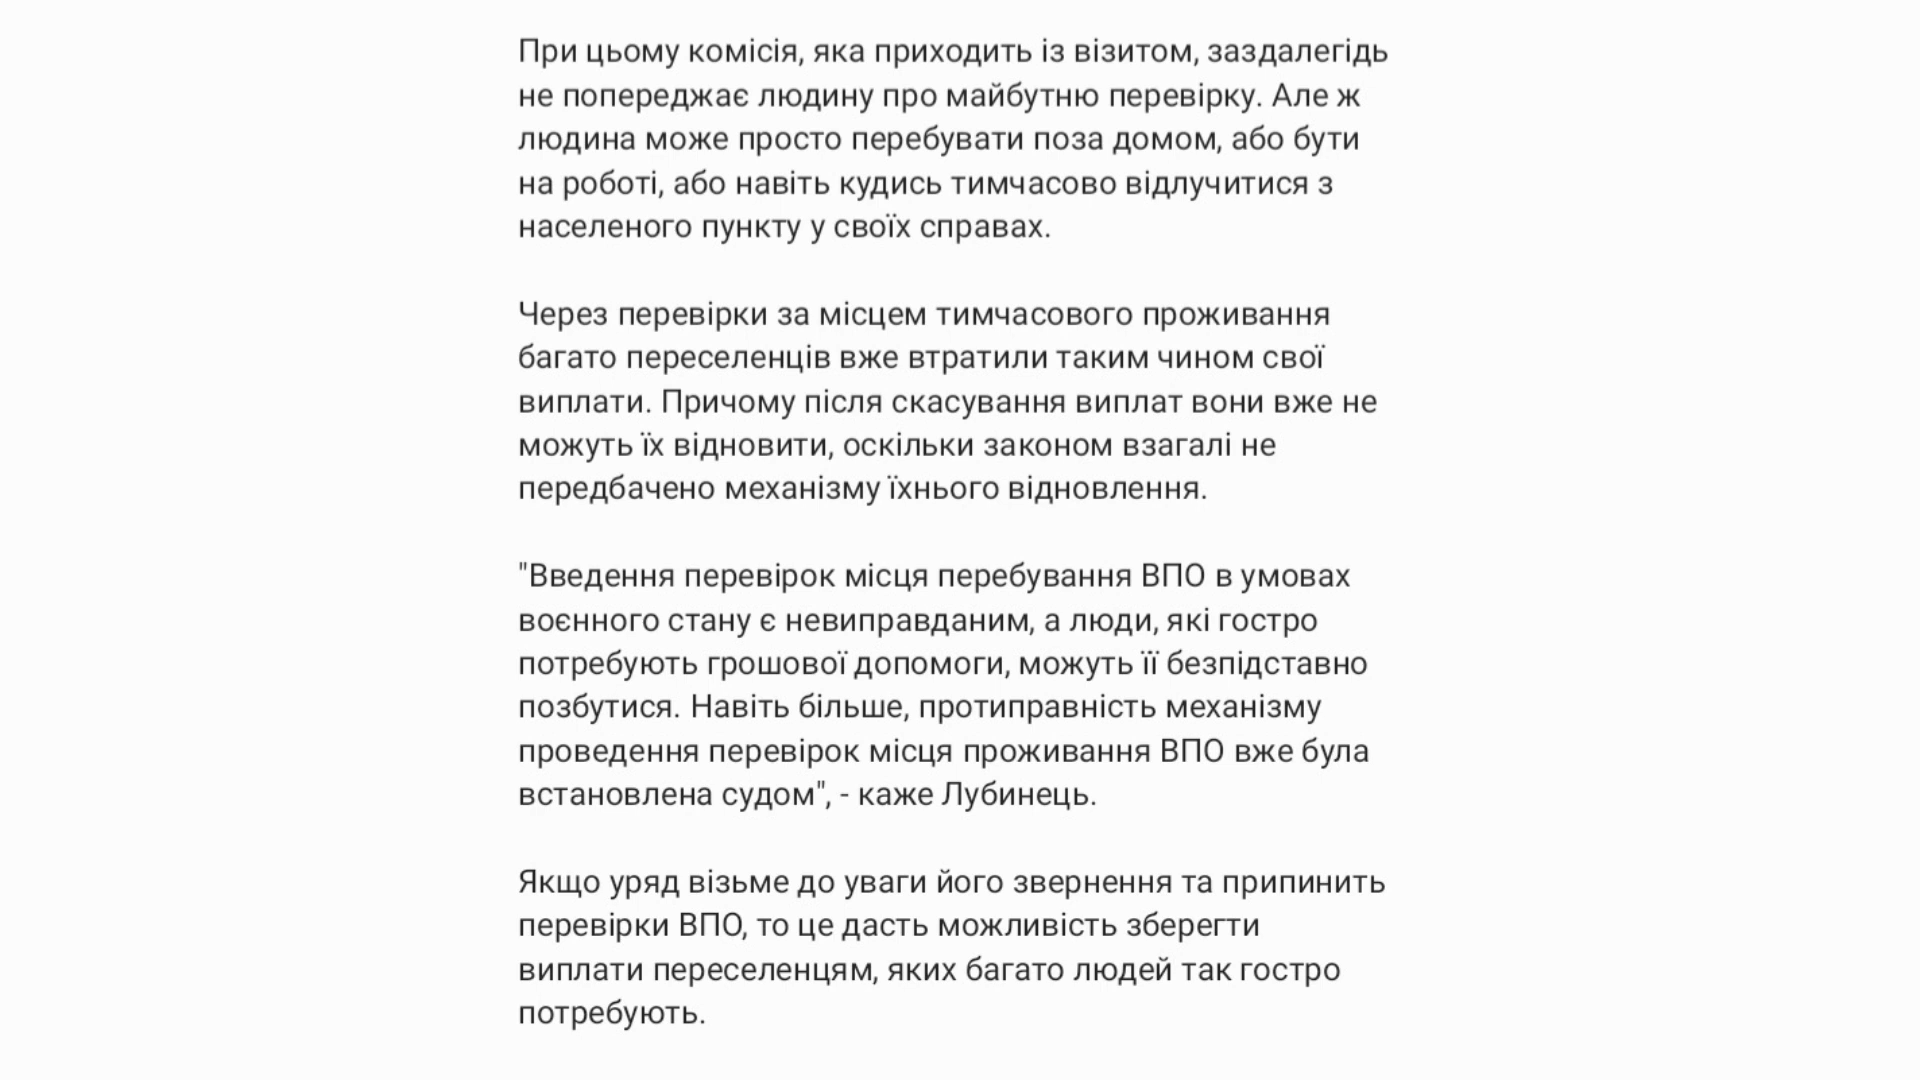 При цьому комісія, яка приходить із візитом, заздалегідь
не попереджає людину про майбутню перевірку. Але ж
людина може просто перебувати поза домом, або бути
на роботі, або навіть кудись тимчасово відлучитися з
населеного пункту у своїх справах.
Через перевірки за місцем тимчасового проживання
багато переселенців вже втратили таким чином свої
виплати. Причому після скасування виплат вони вже не
можуть їх відновити, оскільки законом взагалі не
передбачено механізму їхнього відновлення.
"Введення перевірок місця перебування ВПО в умовах
воєнного стану є невиправданим, а люди, які гостро
потребують грошової допомоги, можуть її безпідставно
позбутися. Навіть більше, протиправність механізму
проведення перевірок місця проживання ВПО вже була
встановлена судом", - каже Лубинець.
Якщо уряд візьме до уваги його звернення та припинить
перевірки ВПО, то це дасть можливість зберегти
виплати переселенцям, яких багато людей так гостро
потребують.